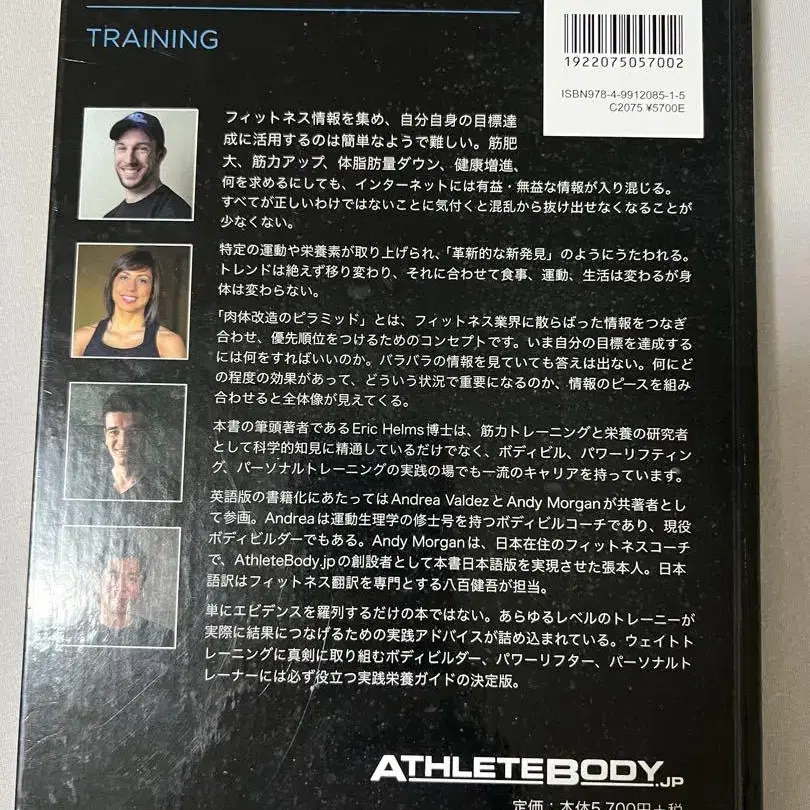 TRAINING
1922075057002
ISBN978-4-9912085-1-5
C2075 ¥5700E
フィットネス情報を集め、自分自身の目標達
成に活用するのは簡単なようで難しい。筋肥
大、筋力アップ、体脂肪量ダウン、健康増進、
何を求めるにしても、インターネットには有益・無益な情報が入り混じる。
すべてが正しいわけではないことに気付くと混乱から抜け出せなくなることが
少なくない。
特定の運動や栄養素が取り上げられ、「革新的な新発見」のようにうたわれる。
トレンドは絶えず移り変わり、それに合わせて食事、運動、生活は変わるが身
体は変わらない。
「肉体改造のピラミッド」とは、フィットネス業界に散らばった情報をつなぎ
合わせ、優先順位をつけるためのコンセプトです。いま自分の目標を達成する
には何をすればいいのか。バラバラの情報を見ていても答えは出ない。何にど
の程度の効果があって、どういう状況で重要になるのか、情報のピースを組み
合わせると全体像が見えてくる。
本書の筆頭著者であるEric Helms博士は、筋力トレーニングと栄養の研究者
として科学的知見に精通しているだけでなく、ボディビル、パワーリフティン
グ、パーソナルトレーニングの実践の場でも一流のキャリアを持っています。
英語版の書籍化にあたってはAndrea ValdezとAndy Morganが共著者とし
て参画。Andreaは運動生理学の修士号を持つボディビルコーチであり、現役
ボディビルダーでもある。Andy Morganは、日本在住のフィットネスコーチ
で、AthleteBody.jpの創設者として本書日本語版を実現させた張本人。日本
語訳はフィットネス翻訳を専門とする八百健吾が担当。
単にエビデンスを羅列するだけの本ではない。あらゆるレベルのトレーニーが
実際に結果につなげるための実践アドバイスが詰め込まれている。ウェイトト
レーニングに真剣に取り組むボディビルダー、パワーリフター、パーソナルト
レーナーには必ず役立つ実践栄養ガイドの決定版。
ATHLETEBODY.JP
定価：本体5,700円+税